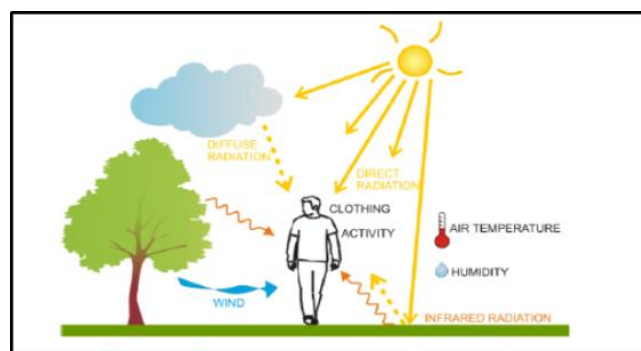 DIFFUSE
RADIATION
DIRECT
RADIATION
CLOTHING
ACTIVITY
AIR TEMPERATURE
HUMIDITY
WIND
INFRARED RADIATION